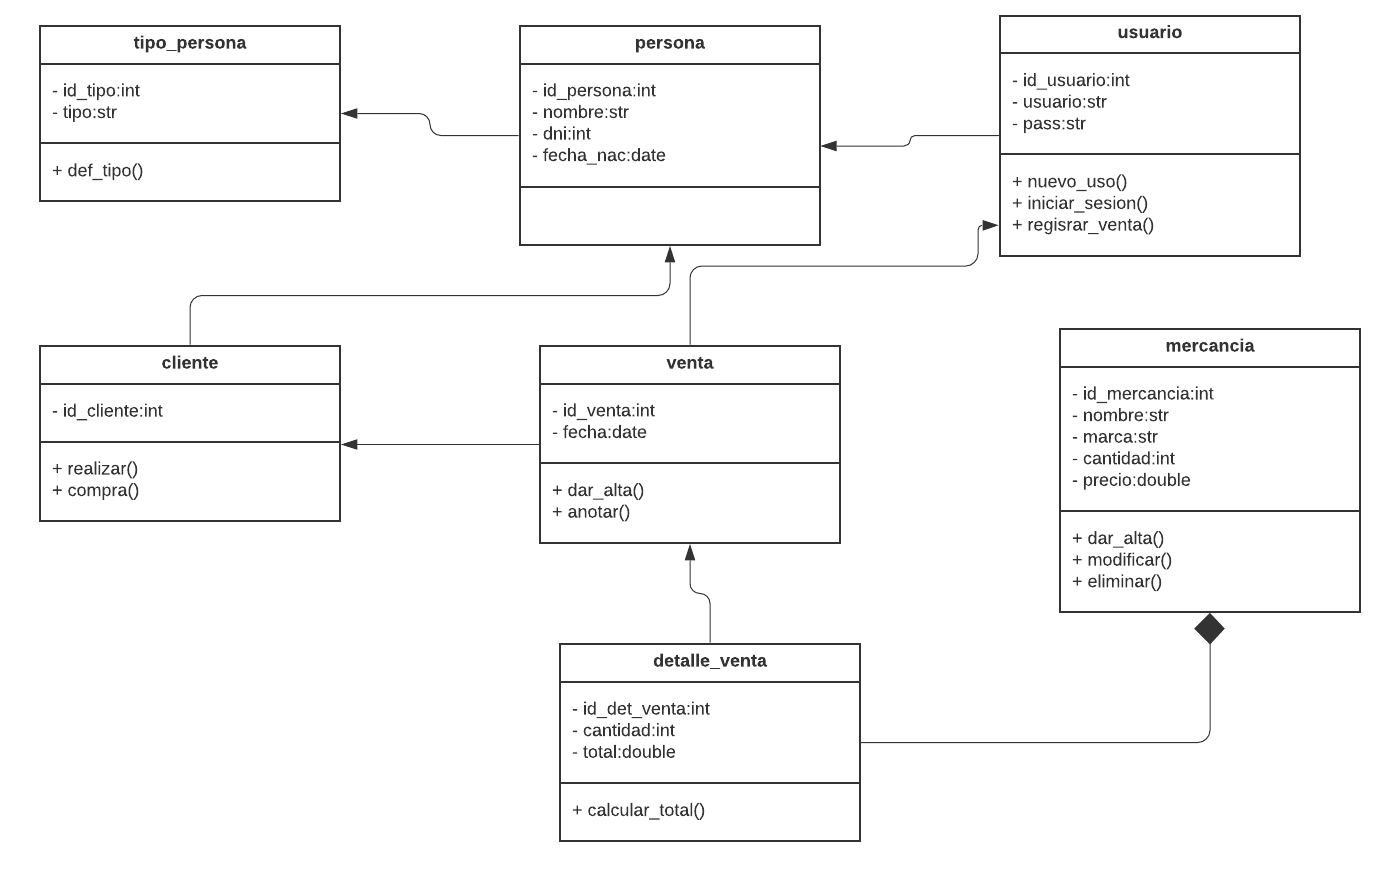 tipo_persona
- id_tipo:int
- tipo:str
+ def_tipo()
persona
- id_persona:int
- nombre:str
- dni:int
- fecha_nac:date
usuario
- id_usuario:int
- usuario:str
- pass:str
+ nuevo_uso()
+ iniciar_sesion()
+ regisrar_venta()
cliente
- id_cliente:int
+ realizar()
+ compra()
venta
- id_venta:int
- fecha:date
+ dar_alta()
+ anotar()
mercancia
- id_mercancia:int
- nombre:str
- marca:str
- cantidad:int
- precio:double
+ dar_alta()
+ modificar()
+ eliminar()
detalle_venta
- id_det_venta:int
- cantidad:int
- total:double
+ calcular_total()